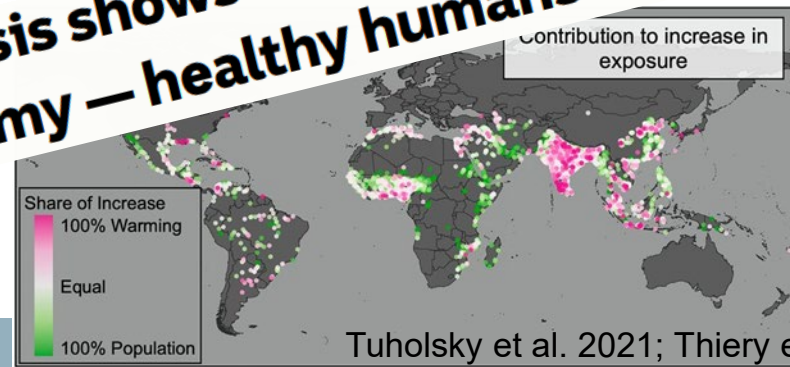 sis shows
my — healthy humans
Contribution to increase in
exposure
Share of Increase
100% Warming
Equal
100% Population
Tuholsky et al. 2021; Thiery e